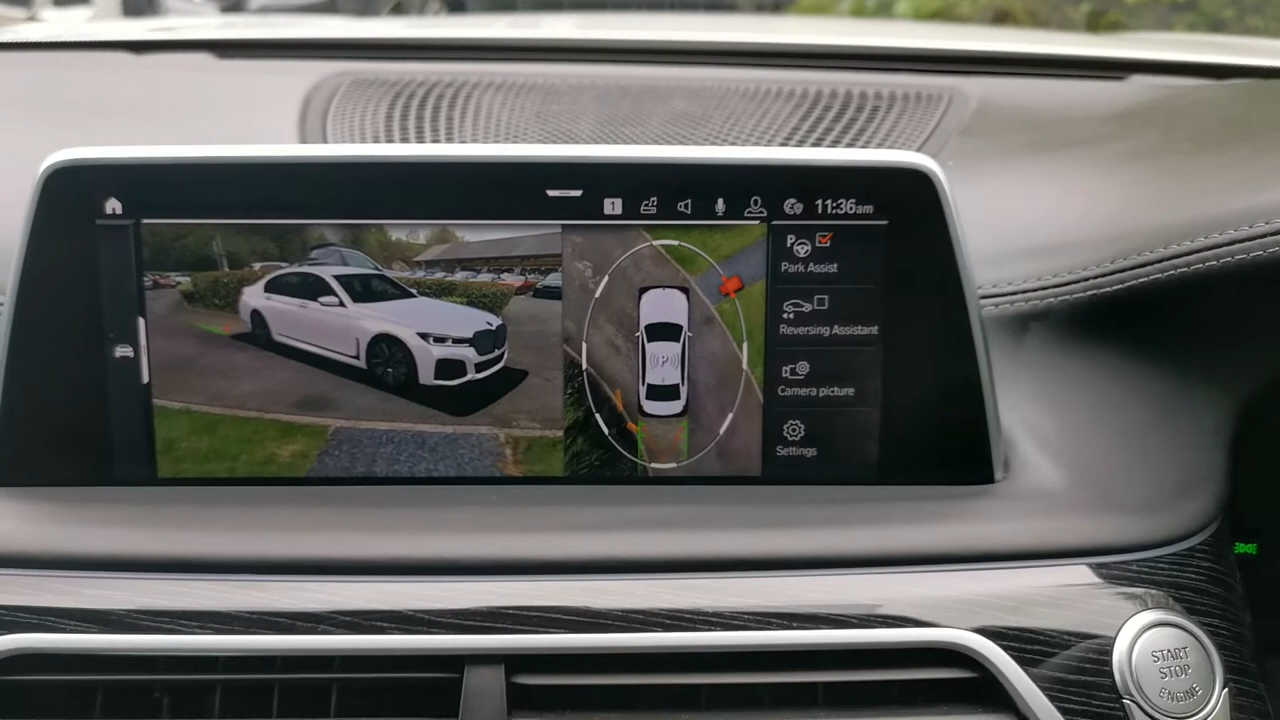 1
11:36am
Park Assist
P
Reversing Assistant
Camera picture
Settings
START
STOP
ENGINE